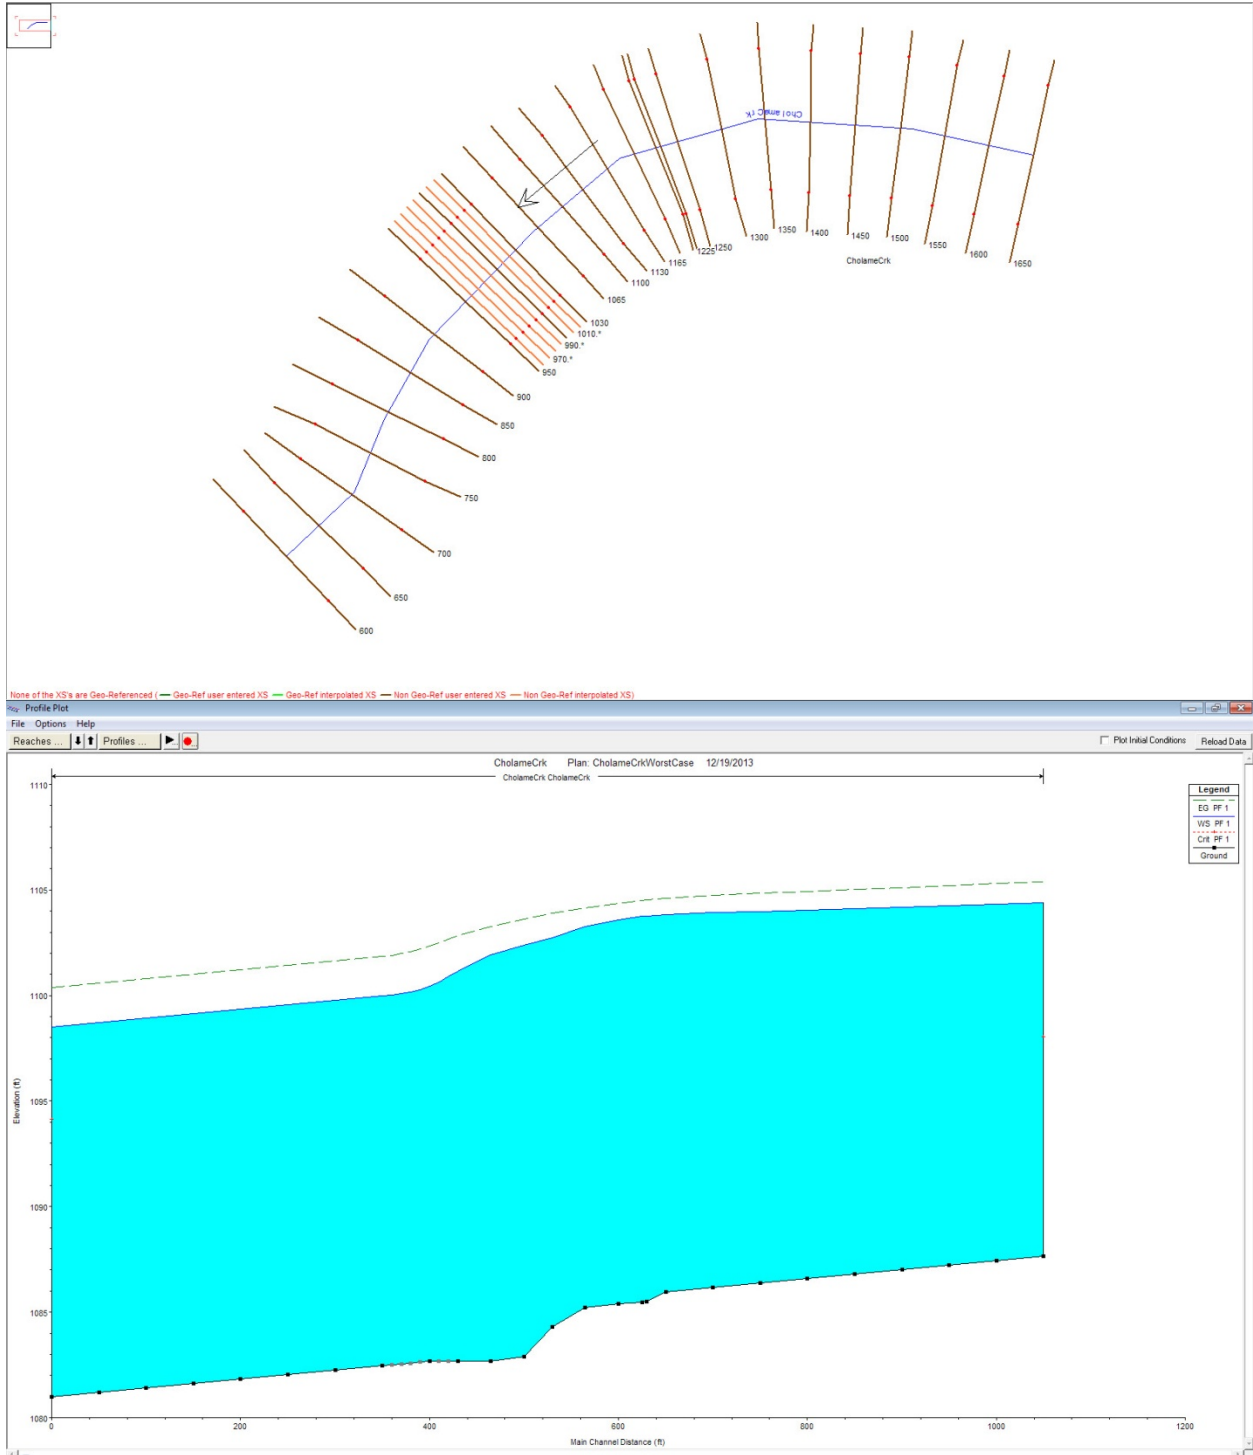 CholameCrk
1300
1350
1400
1450
1500
1550
1600
1650
CholameCrk
1225
1250
1165
1130
1100
1065
1030
1010.*
990.*
970.*
950
900
850
800
750
700
650
600
None of the XS's are Geo-Referenced ( Geo-Ref user entered XS Geo-Ref interpolated XS Non Geo-Ref user entered XS Non Geo-Ref interpolated XS)
Profile Plot
File Options Help
Reaches ... Profiles ... Plot Initial Conditions Reload Data
CholameCrk Plan: CholameCrkWorstCase 12/19/2013
CholameCrk CholameCrk
Legend
EG PF 1
WS PF 1
Crit PF 1
Ground
Elevation (ft)
1110
1105
1100
1095
1090
1085
1080
0 200 400 600 800 1000 1200
Main Channel Distance (ft)